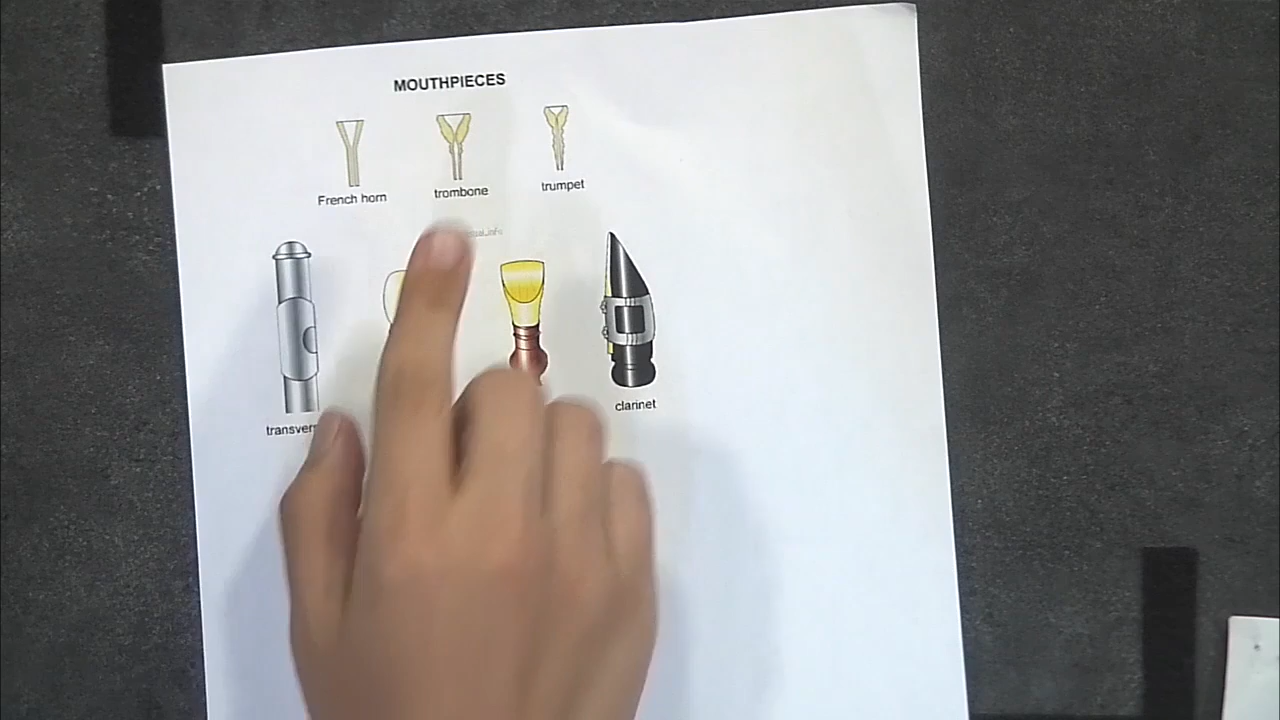 MOUTHPIECES
French horn
trombone
trumpet
clarinet